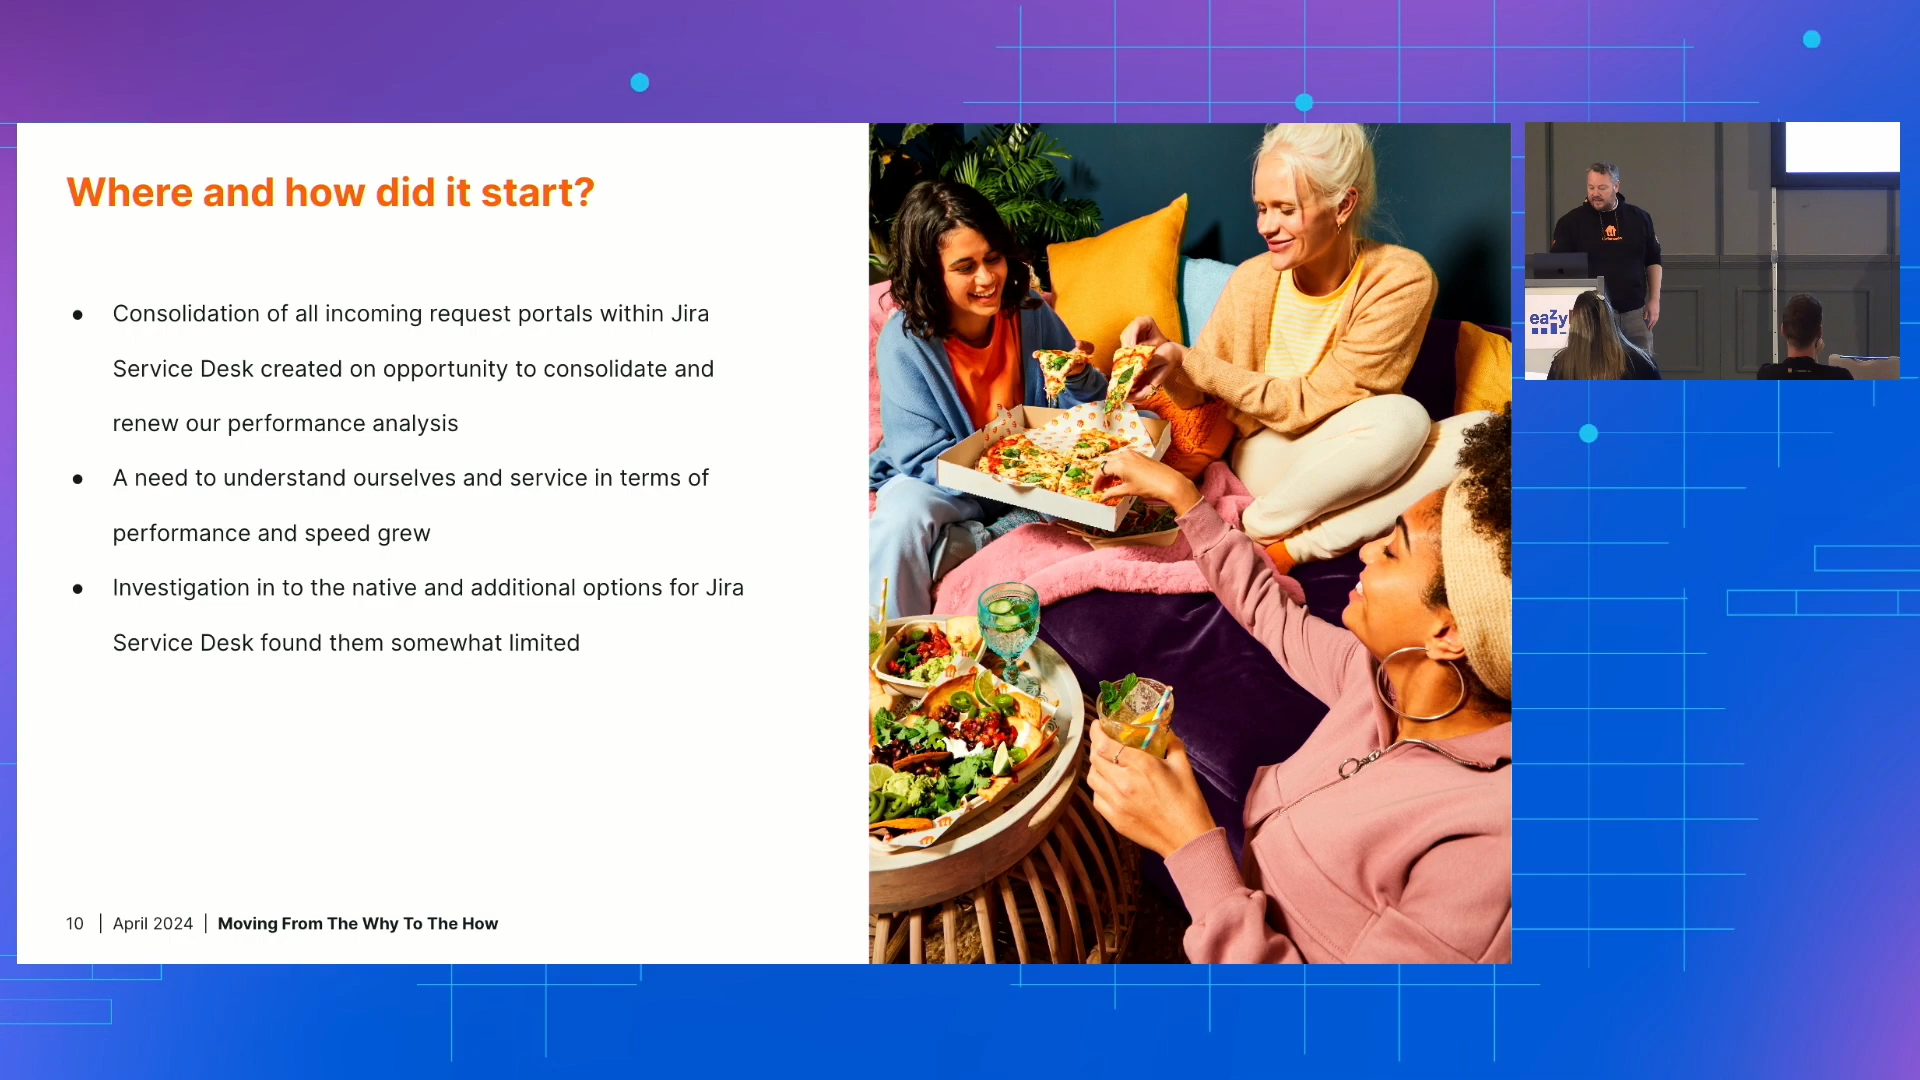 Where and how did it start?
● Consolidation of all incoming request portals within Jira
Service Desk created on opportunity to consolidate and
renew our performance analysis
● A need to understand ourselves and service in terms of
performance and speed grew
● Investigation in to the native and additional options for Jira
Service Desk found them somewhat limited
10 | April 2024 | Moving From The Why To The How
eazy